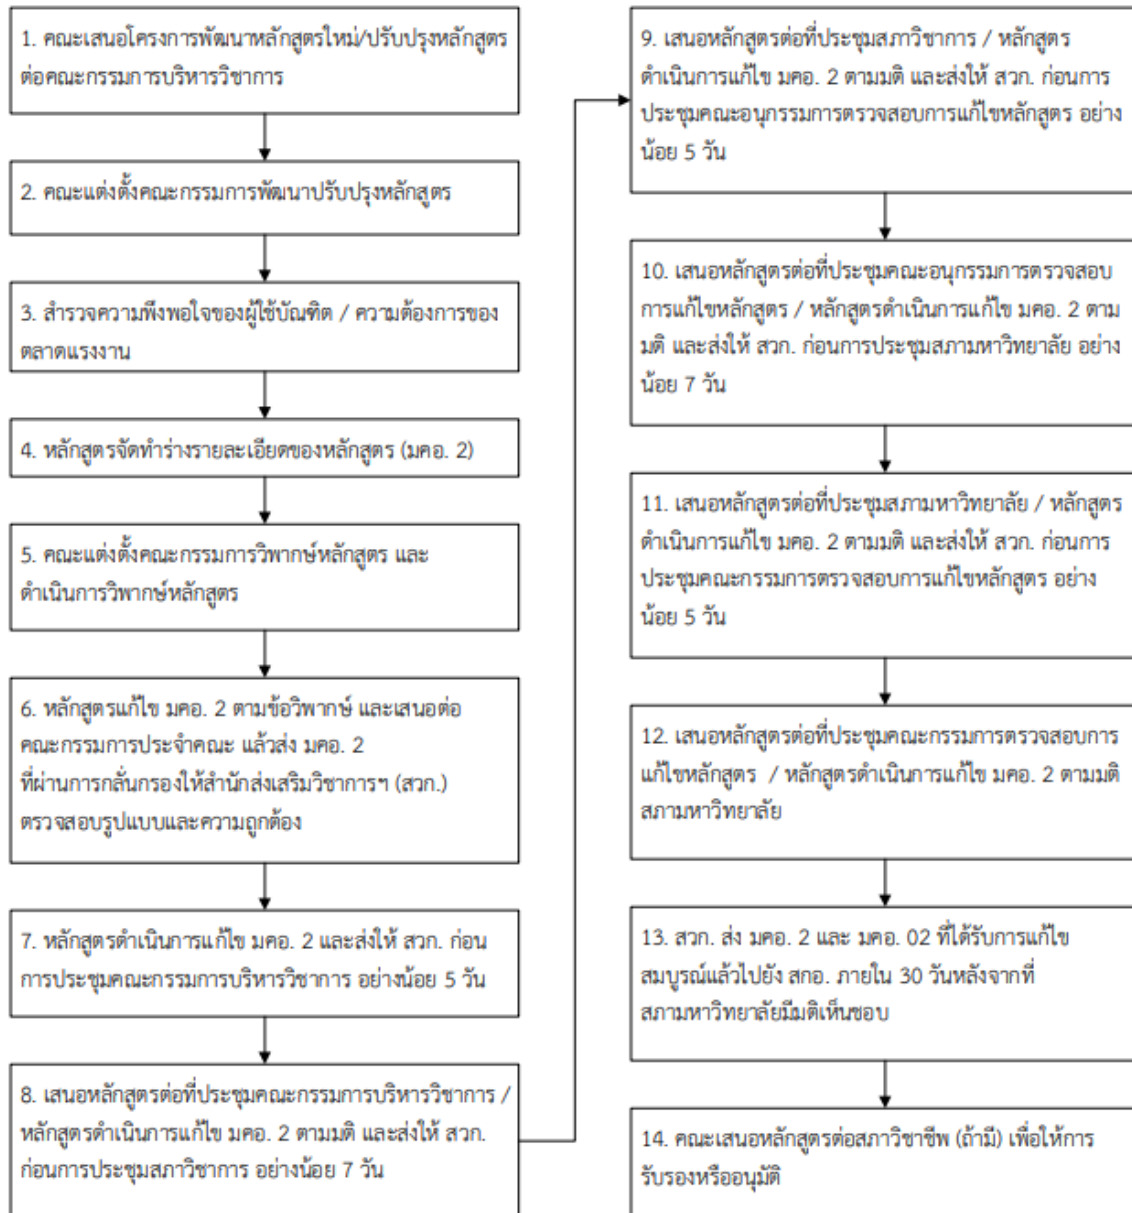 1. คณะเสนอโครงการพัฒนาหลักสูตรใหม่/ปรับปรุงหลักสูตร
ต่อคณะกรรมการบริหารวิชาการ
2. คณะแต่งตั้งคณะกรรมการพัฒนาปรับปรุงหลักสูตร
3. สำรวจความพึงพอใจของผู้ใช้บัณฑิต / ความต้องการของ
ตลาดแรงงาน
4. หลักสูตรจัดทำร่างรายละเอียดของหลักสูตร (มคอ. 2)
5. คณะแต่งตั้งคณะกรรมการวิพากษ์หลักสูตร และ
ดำเนินการวิพากษ์หลักสูตร
6. หลักสูตรแก้ไข มคอ. 2 ตามข้อวิพากษ์ และเสนอต่อ
คณะกรรมการประจำคณะ แล้วส่ง มคอ. 2
ที่ผ่านการกลั่นกรองให้สำนักส่งเสริมวิชาการฯ (สวก.)
ตรวจสอบรูปแบบและความถูกต้อง
7. หลักสูตรดำเนินการแก้ไข มคอ. 2 และส่งให้ สวก. ก่อน
การประชุมคณะกรรมการบริหารวิชาการ อย่างน้อย 5 วัน
8. เสนอหลักสูตรต่อที่ประชุมคณะกรรมการบริหารวิชาการ /
หลักสูตรดำเนินการแก้ไข มคอ. 2 ตามมติ และส่งให้ สวก.
ก่อนการประชุมสภาวิชาการ อย่างน้อย 7 วัน
9. เสนอหลักสูตรต่อที่ประชุมสภาวิชาการ / หลักสูตร
ดำเนินการแก้ไข มคอ. 2 ตามมติ และส่งให้ สวก. ก่อนการ
ประชุมคณะอนุกรรมการตรวจสอบการแก้ไขหลักสูตร อย่าง
น้อย 5 วัน
10. เสนอหลักสูตรต่อที่ประชุมคณะอนุกรรมการตรวจสอบ
การแก้ไขหลักสูตร / หลักสูตรดำเนินการแก้ไข มคอ. 2 ตาม
มติ และส่งให้ สวก. ก่อนการประชุมสภามหาวิทยาลัย อย่าง
น้อย 7 วัน
11. เสนอหลักสูตรต่อที่ประชุมสภามหาวิทยาลัย / หลักสูตร
ดำเนินการแก้ไข มคอ. 2 ตามมติ และส่งให้ สวก. ก่อนการ
ประชุมคณะกรรมการตรวจสอบการแก้ไขหลักสูตร อย่าง
น้อย 5 วัน
12. เสนอหลักสูตรต่อที่ประชุมคณะกรรมการตรวจสอบการ
แก้ไขหลักสูตร / หลักสูตรดำเนินการแก้ไข มคอ. 2 ตามมติ
สภามหาวิทยาลัย
13. สวก. ส่ง มคอ. 2 และ มคอ. 02 ที่ได้รับการแก้ไข
สมบูรณ์แล้วไปยัง สกอ. ภายใน 30 วันหลังจากที่
สภามหาวิทยาลัยมีมติเห็นชอบ
14. คณะเสนอหลักสูตรต่อสภาวิชาชีพ (ถ้ามี) เพื่อให้การ
รับรองหรืออนุมัติ